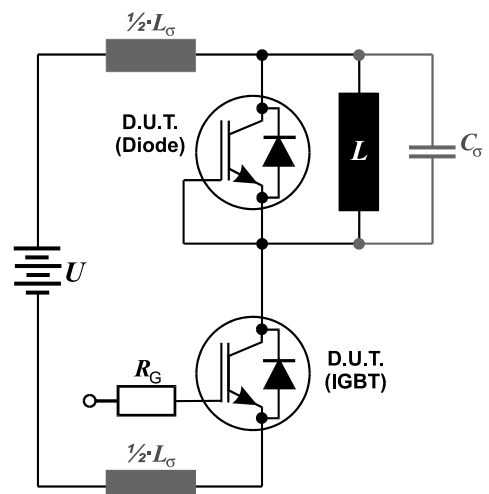 ½·Lσ
D.U.T.
(Diode)
L
Cσ
U
RG
D.U.T.
(IGBT)
½·Lσ